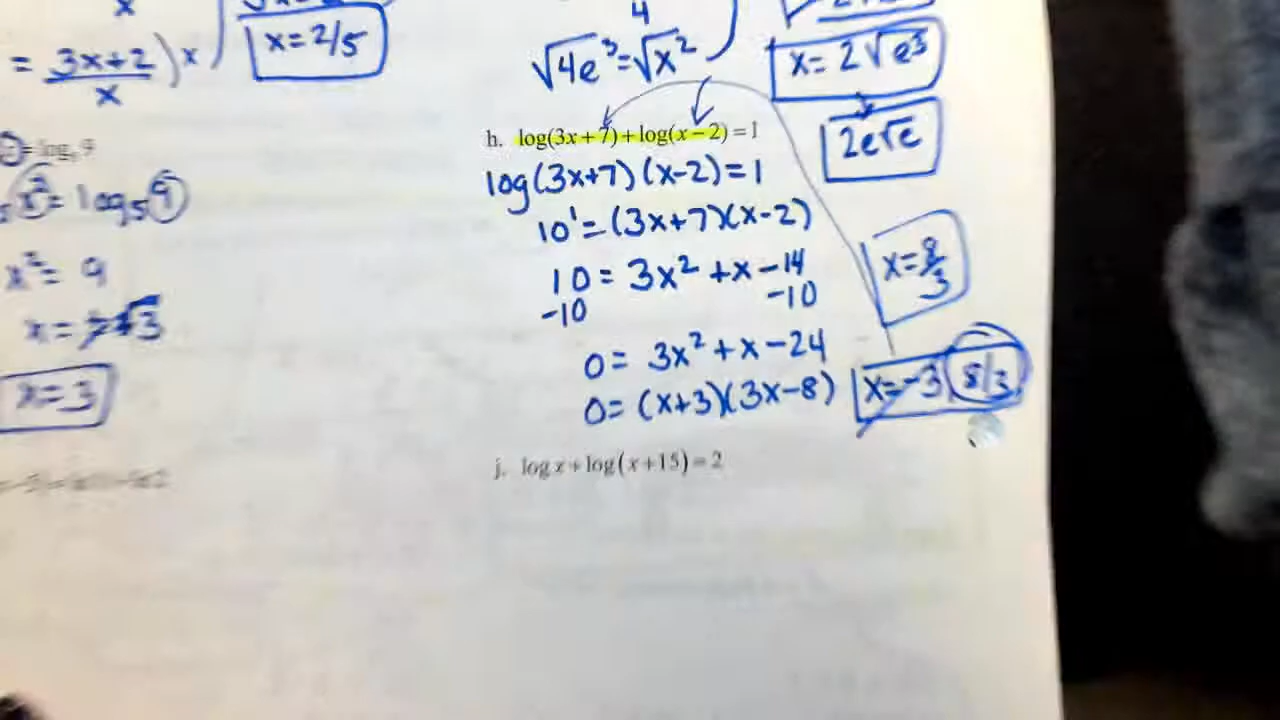 x
= 3x+2 ) x
x
x = 2/5
4
√4e³ = √x²
x = 2√e³
2e√e
h. log(3x+7)+log(x−2)=1
log(3x+7)(x-2)=1
10¹=(3x+7)(x-2)
10 = 3x² + x - 14
-10 -10
0 = 3x² + x - 24
0 = (x+3)(3x-8)
x = -3 8/3
x = 8/3
j. log x + log(x+15) = 2
x² = log₅ 9
x² = 9
x = 3
x = 3